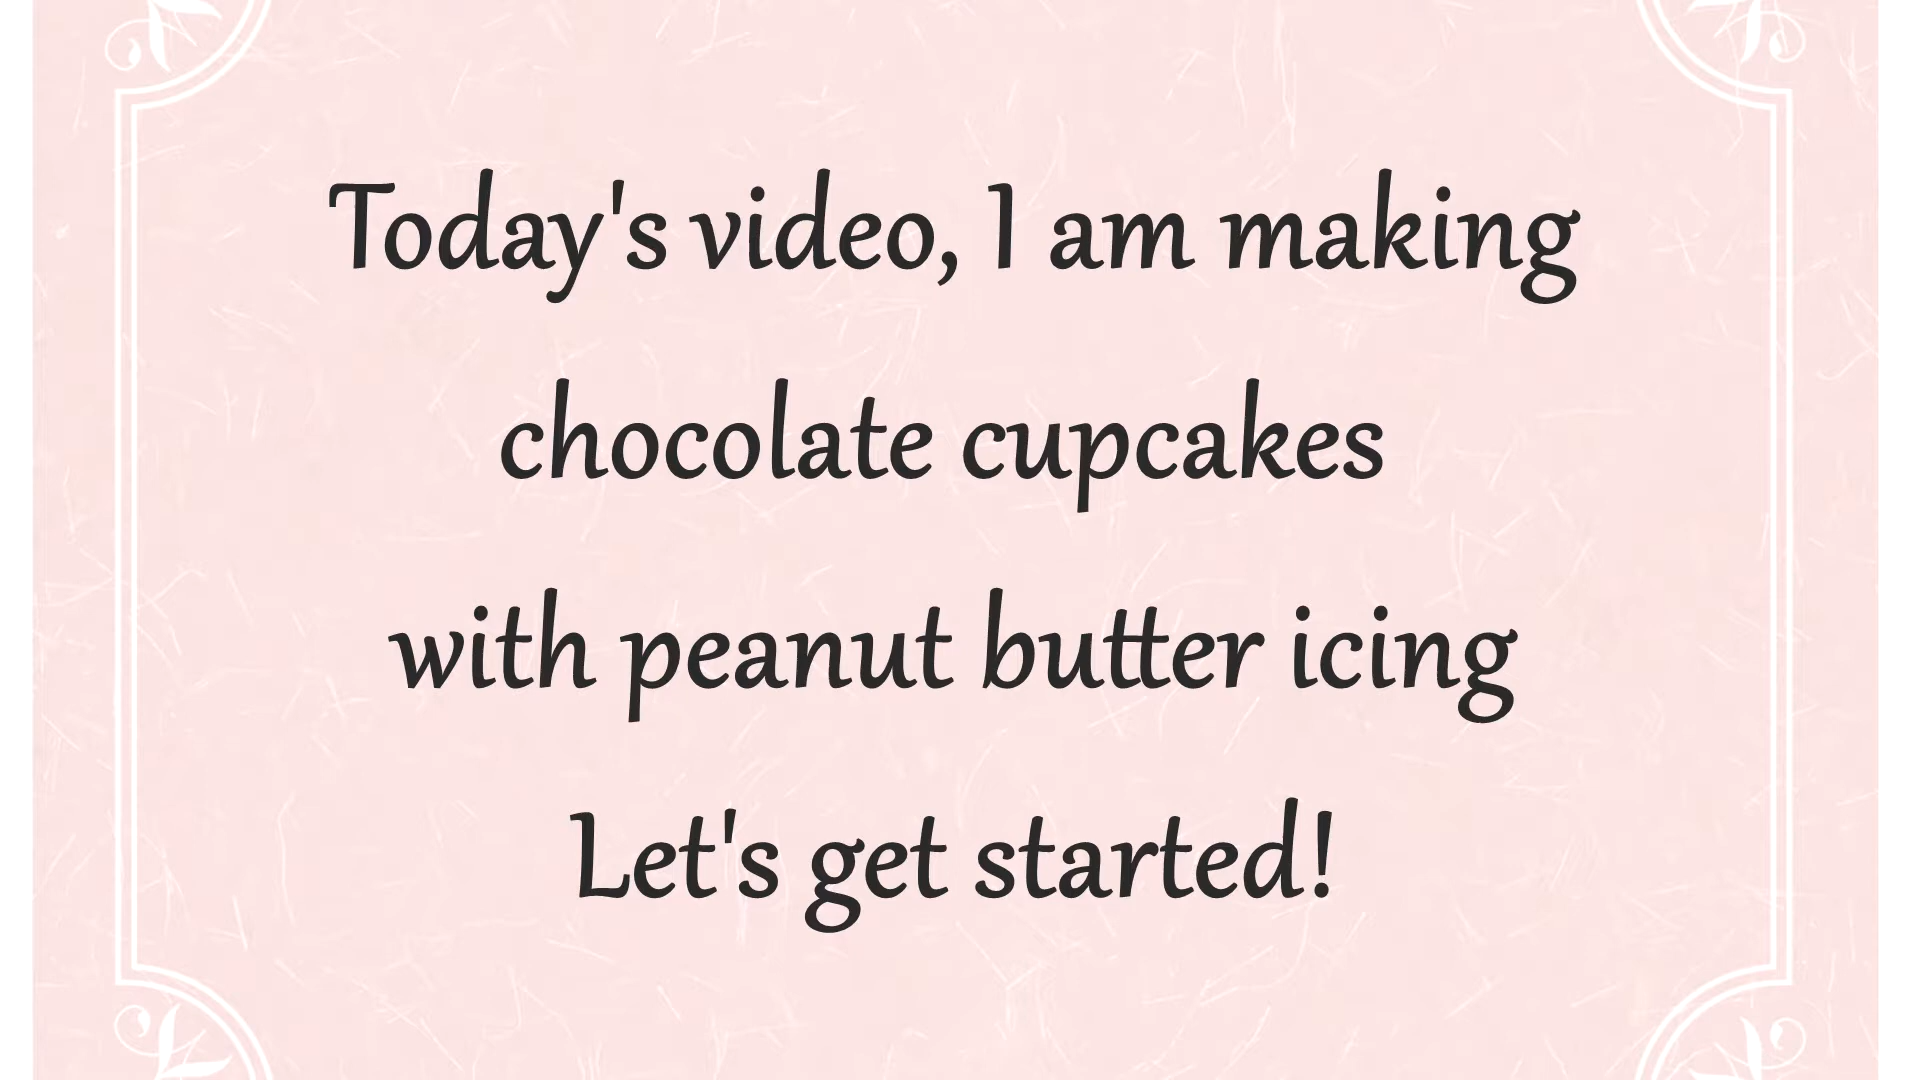 Today's video, I am making
chocolate cupcakes
with peanut butter icing
Let's get started!